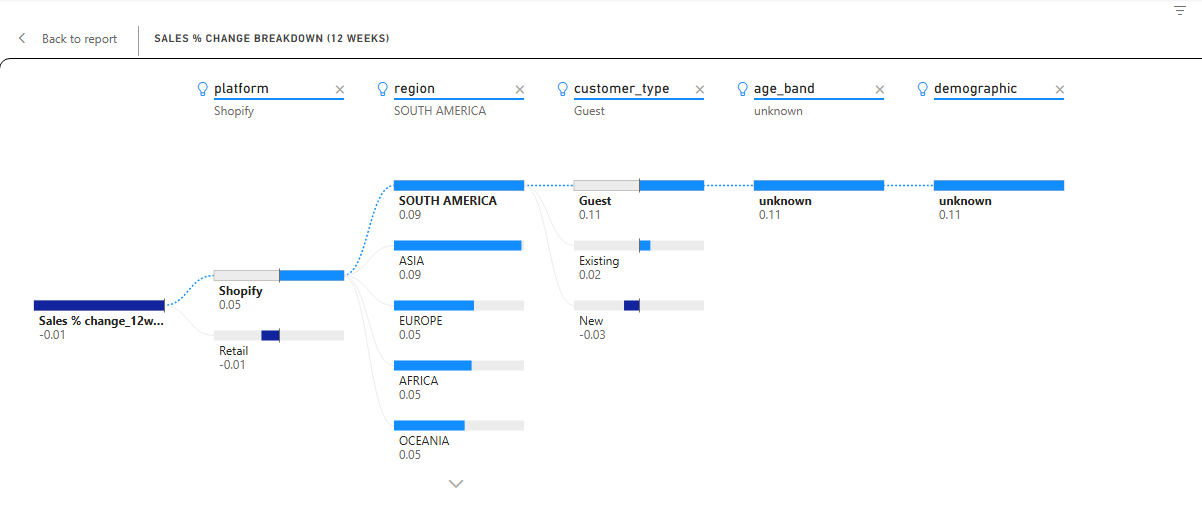 Back to report
SALES % CHANGE BREAKDOWN (12 WEEKS)
platform
Shopify
region
SOUTH AMERICA
customer_type
Guest
age_band
unknown
demographic
Sales % change_12w...
-0.01
Shopify
0.05
Retail
-0.01
SOUTH AMERICA
0.09
ASIA
0.09
EUROPE
0.05
AFRICA
0.05
OCEANIA
0.05
Guest
0.11
Existing
0.02
New
-0.03
unknown
0.11
unknown
0.11